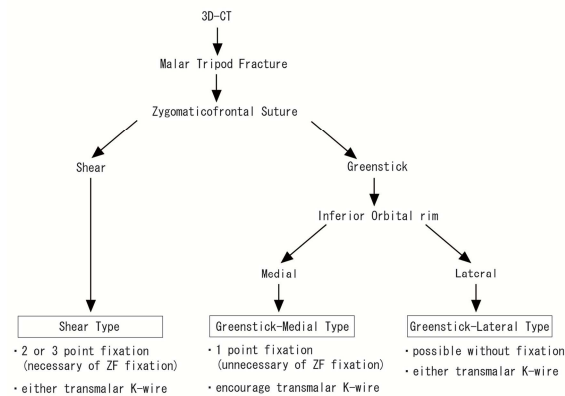 3D-CT
Malar Tripod Fracture
Zygomaticofrontal Suture
Shear
Greenstick
Inferior Orbital rim
Medial
Lateral
Shear Type
・2 or 3 point fixation
(necessary of ZF fixation)
・either transmalar K-wire
Greenstick-Medial Type
・1 point fixation
(unnecessary of ZF fixation)
・encourage transmalar K-wire
Greenstick-Lateral Type
・possible without fixation
・either transmalar K-wire